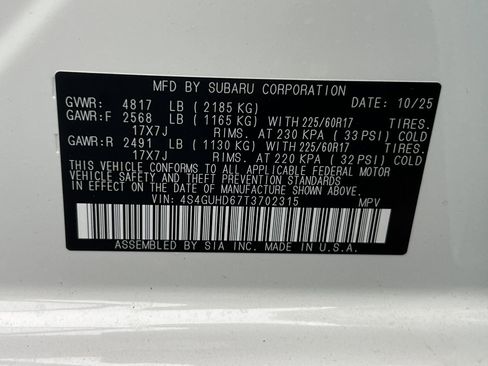 MFD BY SUBARU CORPORATION
GVWR: 4817 LB (2185 KG) DATE: 10/25
GAWR:F 2568 LB (1165 KG) WITH 225/60R17 TIRES.
17X7J RIMS. AT 230 KPA (33 PSI) COLD
GAWR:R 2491 LB (1130 KG) WITH 225/60R17 TIRES.
17X7J RIMS. AT 220 KPA (32 PSI) COLD
THIS VEHICLE CONFORMS TO ALL APPLICABLE FEDERAL MOTOR
VEHICLE SAFETY, BUMPER, AND THEFT PREVENTION STANDARDS
IN EFFECT ON THE DATE OF MANUFACTURE SHOWN ABOVE.
VIN: 4S4GUHD67T3702315 MPV
ASSEMBLED BY SIA INC. MADE IN U.S.A.